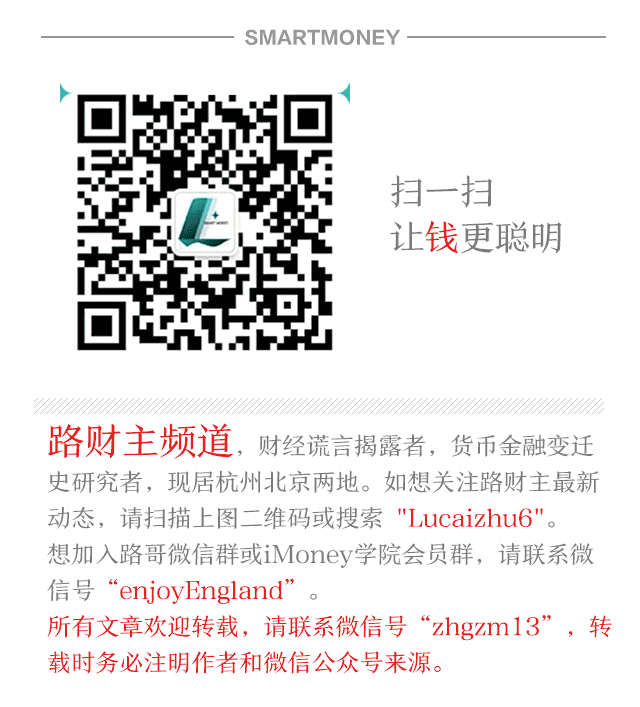 SMARTMONEY
扫一扫
让钱更聪明
SMART MONEY
路财主频道，财经谎言揭露者，货币金融变迁
史研究者，现居杭州北京两地。如想关注路财主最新
动态，请扫描上图二维码或搜索 "Lucaizhu6"。
想加入路哥微信群或iMoney学院会员群，请联系微
信号“enjoyEngland”。
所有文章欢迎转载，请联系微信号“zhgzm13”，转
载时务必注明作者和微信公众号来源。